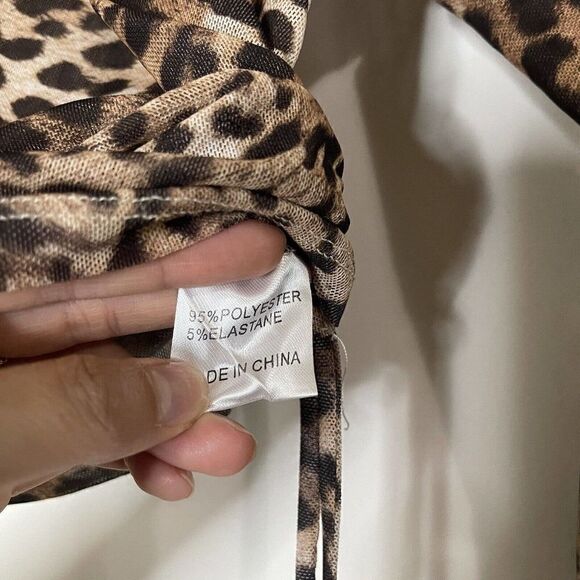 95%POLYESTER
5%ELASTANE
DE IN CHINA